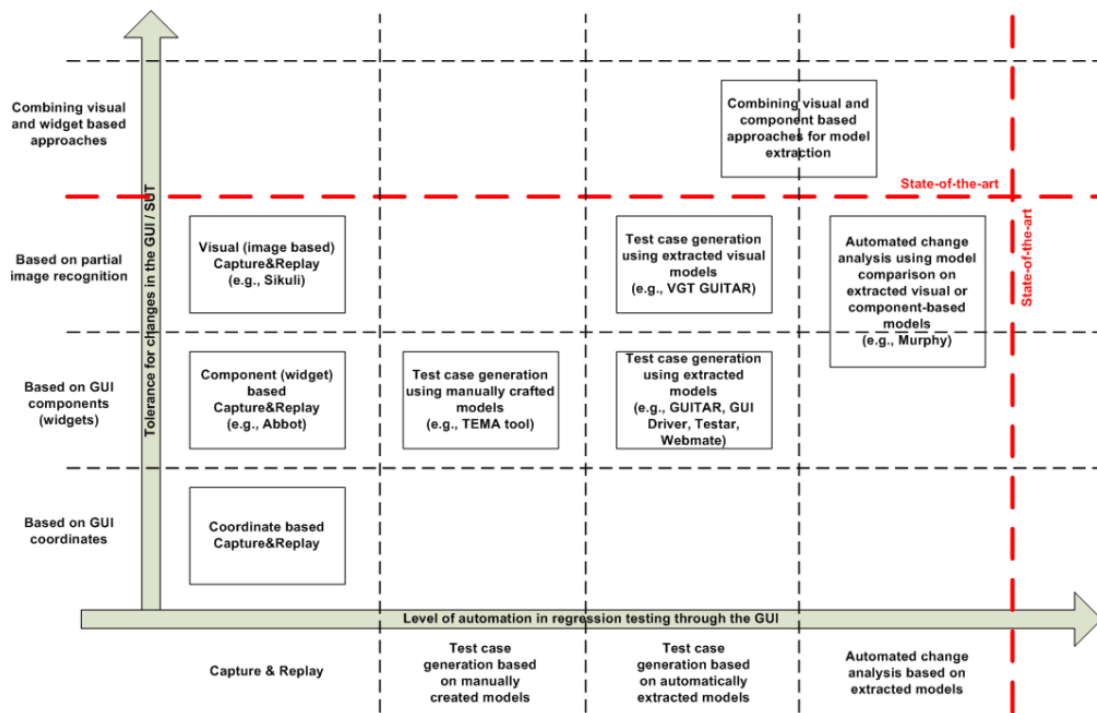 Combining visual
and widget based
approaches
Combining visual and
component based
approaches for model
extraction
State-of-the-art
State-of-the-art
Tolerance for changes in the GUI / SUT
Based on partial
image recognition
Visual (image based)
Capture&Replay
(e.g., Sikuli)
Test case generation
using extracted visual
models
(e.g., VGT GUITAR)
Automated change
analysis using model
comparison on
extracted visual or
component-based
models
(e.g., Murphy)
Based on GUI
components
(widgets)
Component (widget)
based
Capture&Replay
(e.g., Abbot)
Test case generation
using manually crafted
models
(e.g., TEMA tool)
Test case generation
using extracted
models
(e.g., GUITAR, GUI
Driver, Testar,
Webmate)
Based on GUI
coordinates
Coordinate based
Capture&Replay
Level of automation in regression testing through the GUI
Capture & Replay
Test case
generation based
on manually
created models
Test case
generation based
on automatically
extracted models
Automated change
analysis based on
extracted models